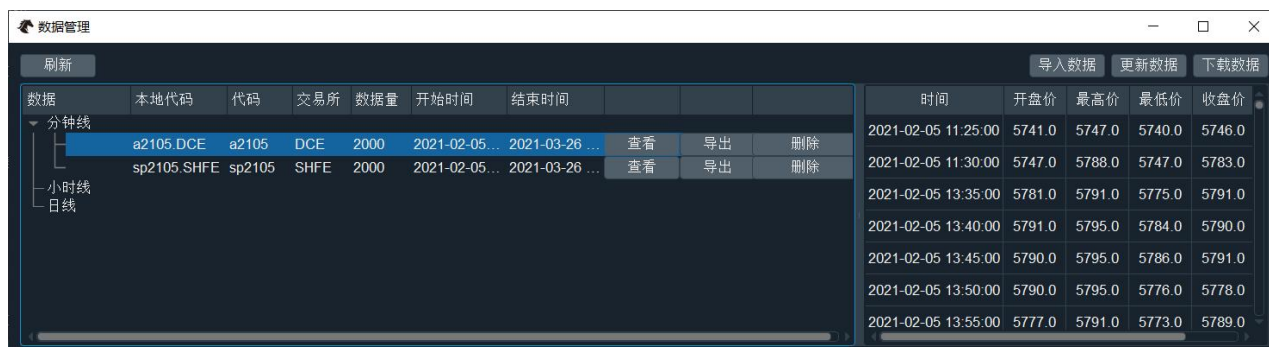 数据管理
刷新 导入数据 更新数据 下载数据
数据 本地代码 代码 交易所 数据量 开始时间 结束时间
分钟线
a2105.DCE a2105 DCE 2000 2021-02-05... 2021-03-26 ... 查看 导出 删除
sp2105.SHFE sp2105 SHFE 2000 2021-02-05... 2021-03-26 ... 查看 导出 删除
小时线
日线
时间 开盘价 最高价 最低价 收盘价
2021-02-05 11:25:00 5741.0 5747.0 5740.0 5746.0
2021-02-05 11:30:00 5747.0 5788.0 5747.0 5783.0
2021-02-05 13:35:00 5781.0 5791.0 5775.0 5791.0
2021-02-05 13:40:00 5791.0 5795.0 5784.0 5790.0
2021-02-05 13:45:00 5790.0 5795.0 5786.0 5791.0
2021-02-05 13:50:00 5790.0 5795.0 5776.0 5778.0
2021-02-05 13:55:00 5777.0 5791.0 5773.0 5789.0